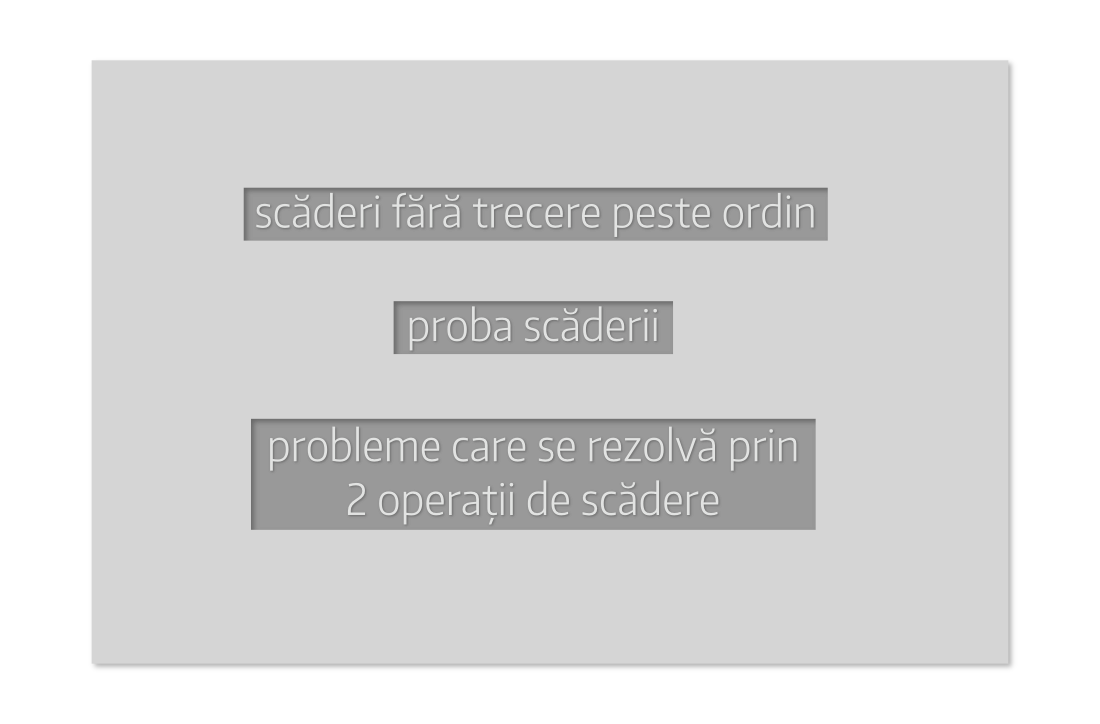 scăderi fără trecere peste ordin
proba scăderii
probleme care se rezolvă prin
2 operații de scădere